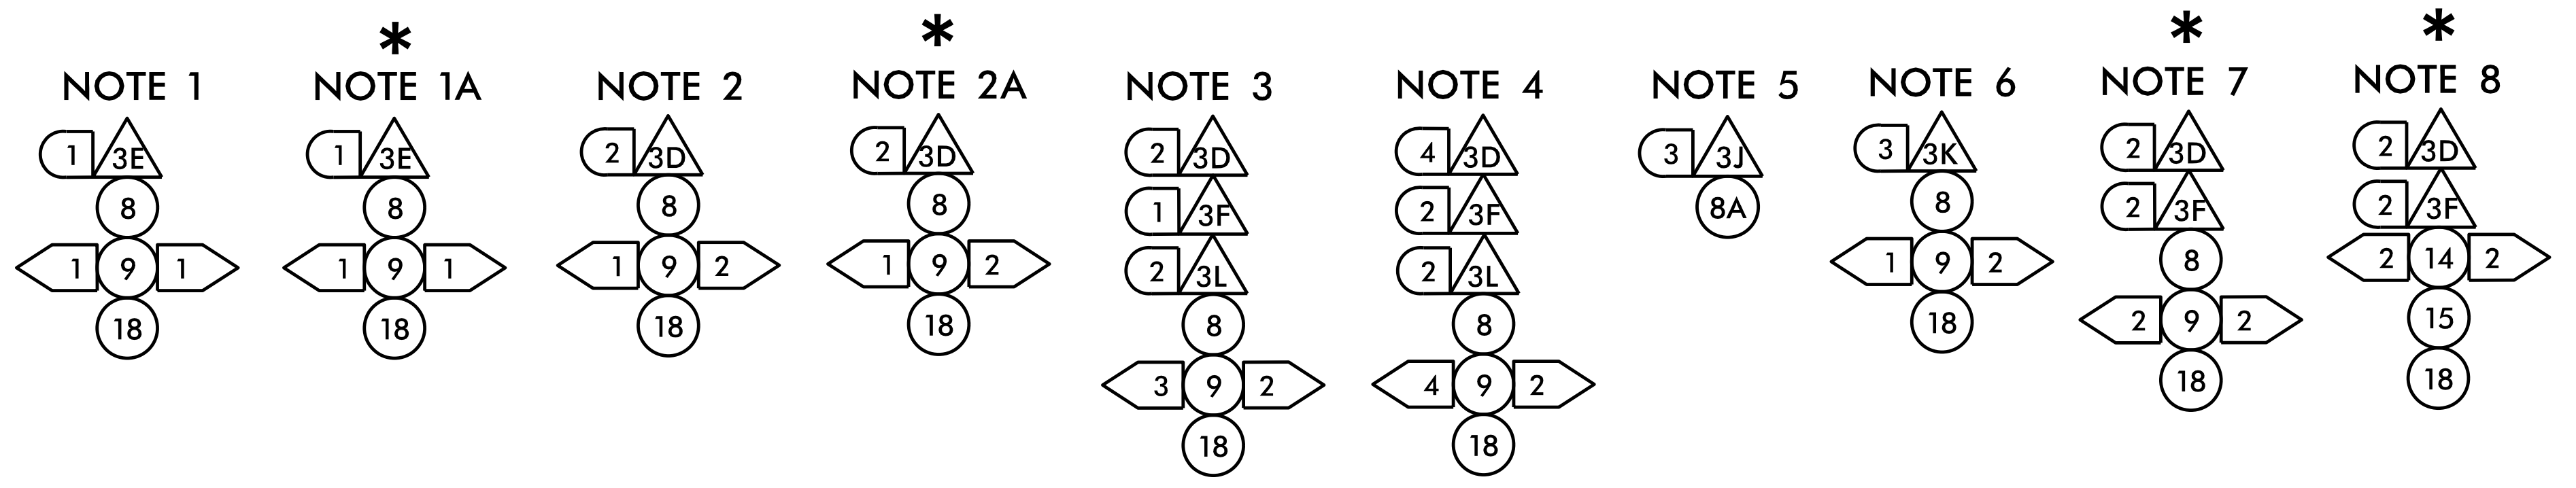 *
NOTE 1A
*
NOTE 2A
*
NOTE 7
*
NOTE 8
NOTE 1
1 3E
8
1 9 1
18
1 3E
8
1 9 1
18
NOTE 2
2 3D
8
1 9 2
18
2 3D
8
1 9 2
18
NOTE 3
2 3D
1 3F
2 3L
8
3 9 2
18
NOTE 4
4 3D
2 3F
2 3L
8
4 9 2
18
NOTE 5
3 3J
8A
NOTE 6
3 3K
8
1 9 2
18
2 3D
2 3F
8
2 9 2
18
2 3D
2 3F
2 14 2
15
18